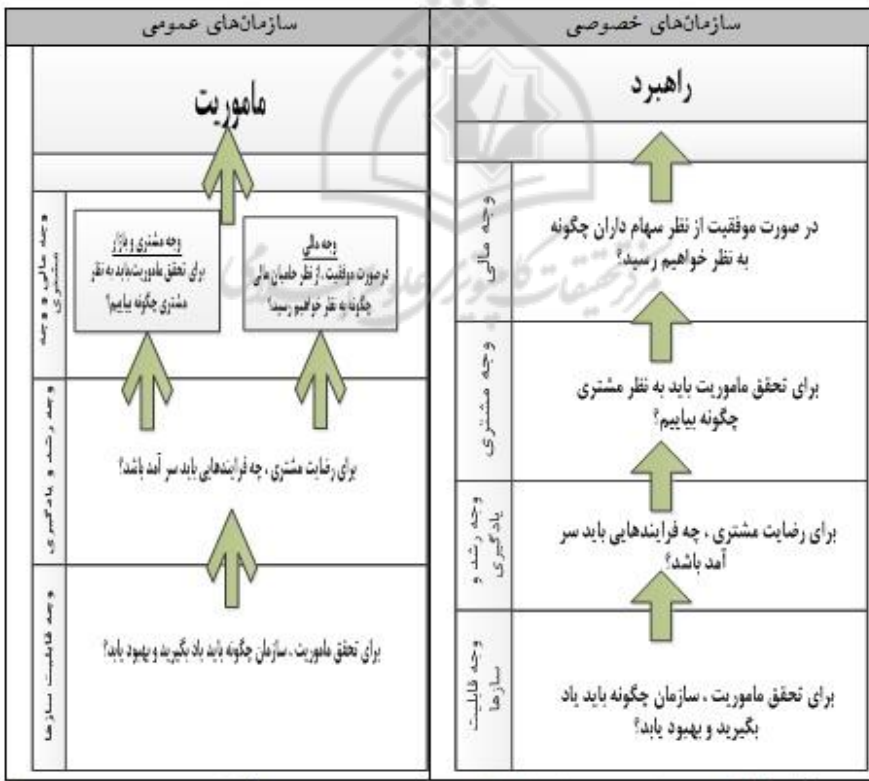 سازمان‌های خصوصی
راهبرد
وجه مالی
در صورت موفقیت از نظر سهام داران چگونه
به نظر خواهیم رسید؟
وجه مشتری
برای تحقق ماموریت باید به نظر مشتری
چگونه بیاییم؟
وجه رشد و
یادگیری
برای رضایت مشتری ، چه فرایندهایی باید سر
آمد باشد؟
وجه قابلیت
سازها
برای تحقق ماموریت ، سازمان چگونه باید یاد
بگیرید و بهبود یابد؟
سازمان‌های عمومی
ماموریت
وجه مالی و وجه
مشتری
وجه مالی
درصورت موفقیت ، از نظر حامیان مالی
چگونه به نظر خواهیم رسید؟
وجه مشتری و بازار
برای تحقق ماموریت‌باید به نظر
مشتری چگونه بیاییم؟
وجه رشد و یادگیری
برای رضایت مشتری ، چه فرایندهایی باید سر آمد باشد؟
وجه قابلیت سازها
برای تحقق ماموریت ، سازمان چگونه باید یاد بگیرید و بهبود یابد؟